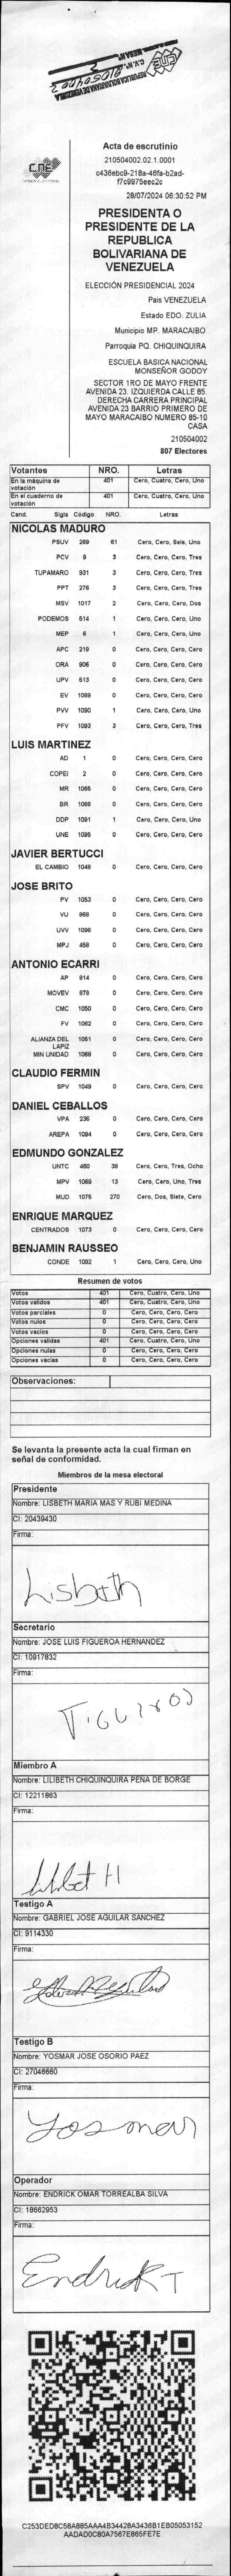 CNE
Acta de escrutinio
210504002.02.1.0001
c436ebc9-218a-46fa-b2ad-
f7c9975eec2c
28/07/2024 06:30:52 PM
PRESIDENTA O
PRESIDENTE DE LA
REPUBLICA
BOLIVARIANA DE
VENEZUELA
ELECCIÓN PRESIDENCIAL 2024
Pais VENEZUELA
Estado EDO. ZULIA
Municipio MP. MARACAIBO
Parroquia PQ. CHIQUINQUIRA
ESCUELA BASICA NACIONAL
MONSEÑOR GODOY
SECTOR 1RO DE MAYO FRENTE
AVENIDA 23. IZQUIERDA CALLE 85.
DERECHA CARRERA PRINCIPAL
AVENIDA 23 BARRIO PRIMERO DE
MAYO MARACAIBO NUMERO 85-10
CASA
210504002
807 Electores
Votantes NRO. Letras
En la máquina de votación 401 Cero, Cuatro, Cero, Uno
En el cuaderno de votación 401 Cero, Cuatro, Cero, Uno
Cand. Sigla Código NRO. Letras
NICOLAS MADURO
PSUV 269 61 Cero, Cero, Seis, Uno
PCV 9 3 Cero, Cero, Cero, Tres
TUPAMARO 931 3 Cero, Cero, Cero, Tres
PPT 276 3 Cero, Cero, Cero, Tres
MSV 1017 2 Cero, Cero, Cero, Dos
PODEMOS 514 1 Cero, Cero, Cero, Uno
MEP 6 1 Cero, Cero, Cero, Uno
APC 219 0 Cero, Cero, Cero, Cero
ORA 906 0 Cero, Cero, Cero, Cero
UPV 513 0 Cero, Cero, Cero, Cero
EV 1089 0 Cero, Cero, Cero, Cero
PVV 1090 1 Cero, Cero, Cero, Uno
PFV 1093 3 Cero, Cero, Cero, Tres
LUIS MARTINEZ
AD 1 0 Cero, Cero, Cero, Cero
COPEI 2 0 Cero, Cero, Cero, Cero
MR 1065 0 Cero, Cero, Cero, Cero
BR 1066 0 Cero, Cero, Cero, Cero
DDP 1091 1 Cero, Cero, Cero, Uno
UNE 1095 0 Cero, Cero, Cero, Cero
JAVIER BERTUCCI
EL CAMBIO 1048 0 Cero, Cero, Cero, Cero
JOSE BRITO
PV 1053 0 Cero, Cero, Cero, Cero
VU 868 0 Cero, Cero, Cero, Cero
UVV 1096 0 Cero, Cero, Cero, Cero
MPJ 458 0 Cero, Cero, Cero, Cero
ANTONIO ECARRI
AP 814 0 Cero, Cero, Cero, Cero
MOVEV 978 0 Cero, Cero, Cero, Cero
CMC 1050 0 Cero, Cero, Cero, Cero
FV 1062 0 Cero, Cero, Cero, Cero
ALIANZA DEL LAPIZ 1051 0 Cero, Cero, Cero, Cero
MIN UNIDAD 1068 0 Cero, Cero, Cero, Cero
CLAUDIO FERMIN
SPV 1049 0 Cero, Cero, Cero, Cero
DANIEL CEBALLOS
VPA 236 0 Cero, Cero, Cero, Cero
AREPA 1094 0 Cero, Cero, Cero, Cero
EDMUNDO GONZALEZ
UNTC 460 38 Cero, Cero, Tres, Ocho
MPV 1069 13 Cero, Cero, Uno, Tres
MUD 1075 270 Cero, Dos, Siete, Cero
ENRIQUE MARQUEZ
CENTRADOS 1073 0 Cero, Cero, Cero, Cero
BENJAMIN RAUSSEO
CONDE 1092 1 Cero, Cero, Cero, Uno
Resumen de votos
Votos 401 Cero, Cuatro, Cero, Uno
Votos validos 401 Cero, Cuatro, Cero, Uno
Votos parciales 0 Cero, Cero, Cero, Cero
Votos nulos 0 Cero, Cero, Cero, Cero
Votos vacios 0 Cero, Cero, Cero, Cero
Opciones validas 401 Cero, Cuatro, Cero, Uno
Opciones nulas 0 Cero, Cero, Cero, Cero
Opciones vacias 0 Cero, Cero, Cero, Cero
Observaciones:
Se levanta la presente acta la cual firman en
señal de conformidad.
Miembros de la mesa electoral
Presidente
Nombre: LISBETH MARIA MAS Y RUBI MEDINA
CI: 20439430
Firma:
Lisbeth
Secretario
Nombre: JOSE LUIS FIGUEROA HERNANDEZ
CI: 10917832
Firma:
Miembro A
Nombre: LILIBETH CHIQUINQUIRA PENA DE BORGE
CI: 12211863
Firma:
Testigo A
Nombre: GABRIEL JOSE AGUILAR SANCHEZ
CI: 9114330
Firma:
Testigo B
Nombre: YOSMAR JOSE OSORIO PAEZ
CI: 27046660
Firma:
Yosmar
Operador
Nombre: ENDRICK OMAR TORREALBA SILVA
CI: 18662953
Firma:
Endrick T
C253DED8C58A885AAA4B34428A3436B1EB05053152
AADAD0C80A7567E865FE7E